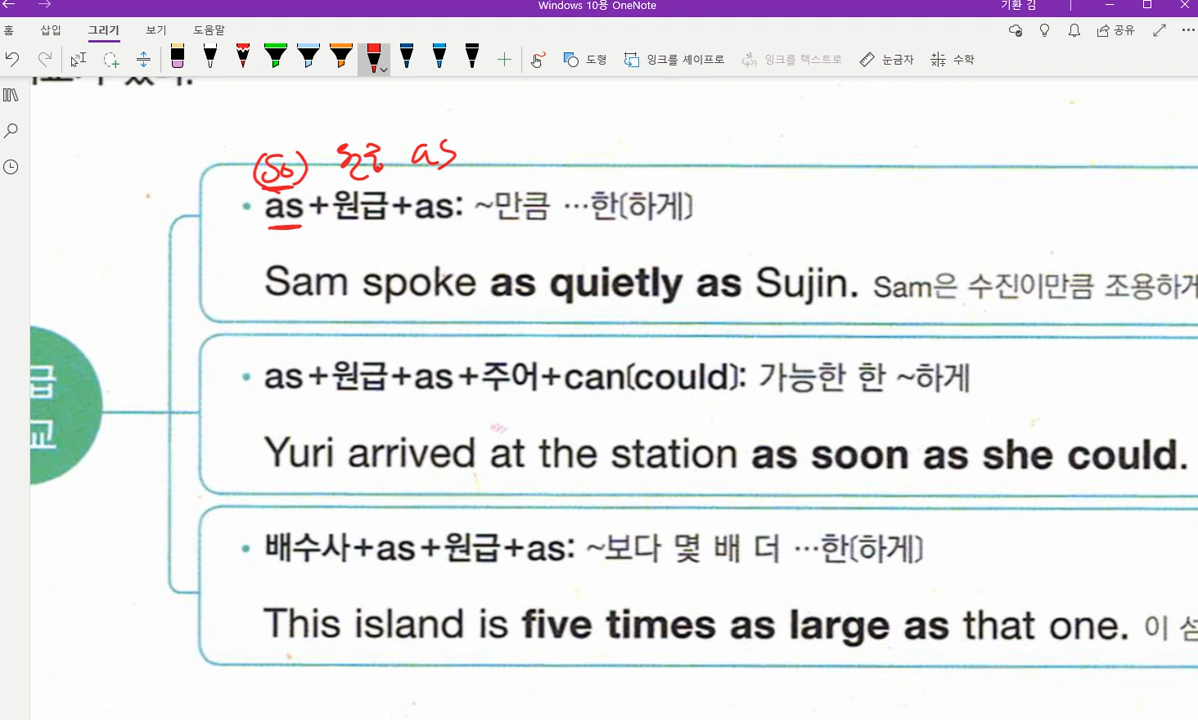 Windows 10용 OneNote
기환 김
홈 삽입 그리기 보기 도움말
공유
도형 잉크를 셰이프로 잉크를 텍스트로 눈금자 수학
(so) 원급 as
• as+원급+as: ~만큼 …한(하게)
Sam spoke as quietly as Sujin. Sam은 수진이만큼 조용하게
급
교
• as+원급+as+주어+can(could): 가능한 한 ~하게
Yuri arrived at the station as soon as she could.
• 배수사+as+원급+as: ~보다 몇 배 더 …한(하게)
This island is five times as large as that one. 이 섬